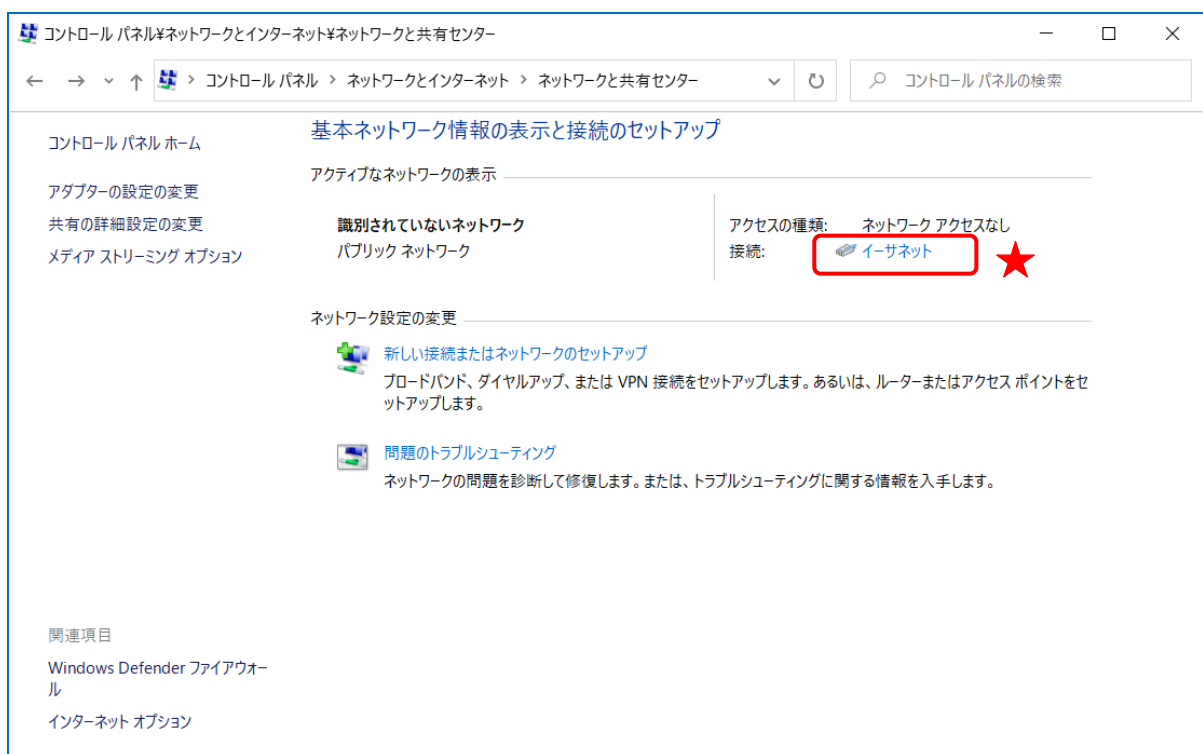 コントロール パネル¥ネットワークとインターネット¥ネットワークと共有センター
コントロール パネル > ネットワークとインターネット > ネットワークと共有センター
コントロール パネルの検索
コントロール パネル ホーム
アダプターの設定の変更
共有の詳細設定の変更
メディア ストリーミング オプション
基本ネットワーク情報の表示と接続のセットアップ
アクティブなネットワークの表示
識別されていないネットワーク
パブリック ネットワーク
アクセスの種類: ネットワーク アクセスなし
接続: イーサネット
ネットワーク設定の変更
新しい接続またはネットワークのセットアップ
ブロードバンド、ダイヤルアップ、または VPN 接続をセットアップします。あるいは、ルーターまたはアクセス ポイントをセ
ットアップします。
問題のトラブルシューティング
ネットワークの問題を診断して修復します。または、トラブルシューティングに関する情報を入手します。
関連項目
Windows Defender ファイアウォー
ル
インターネット オプション